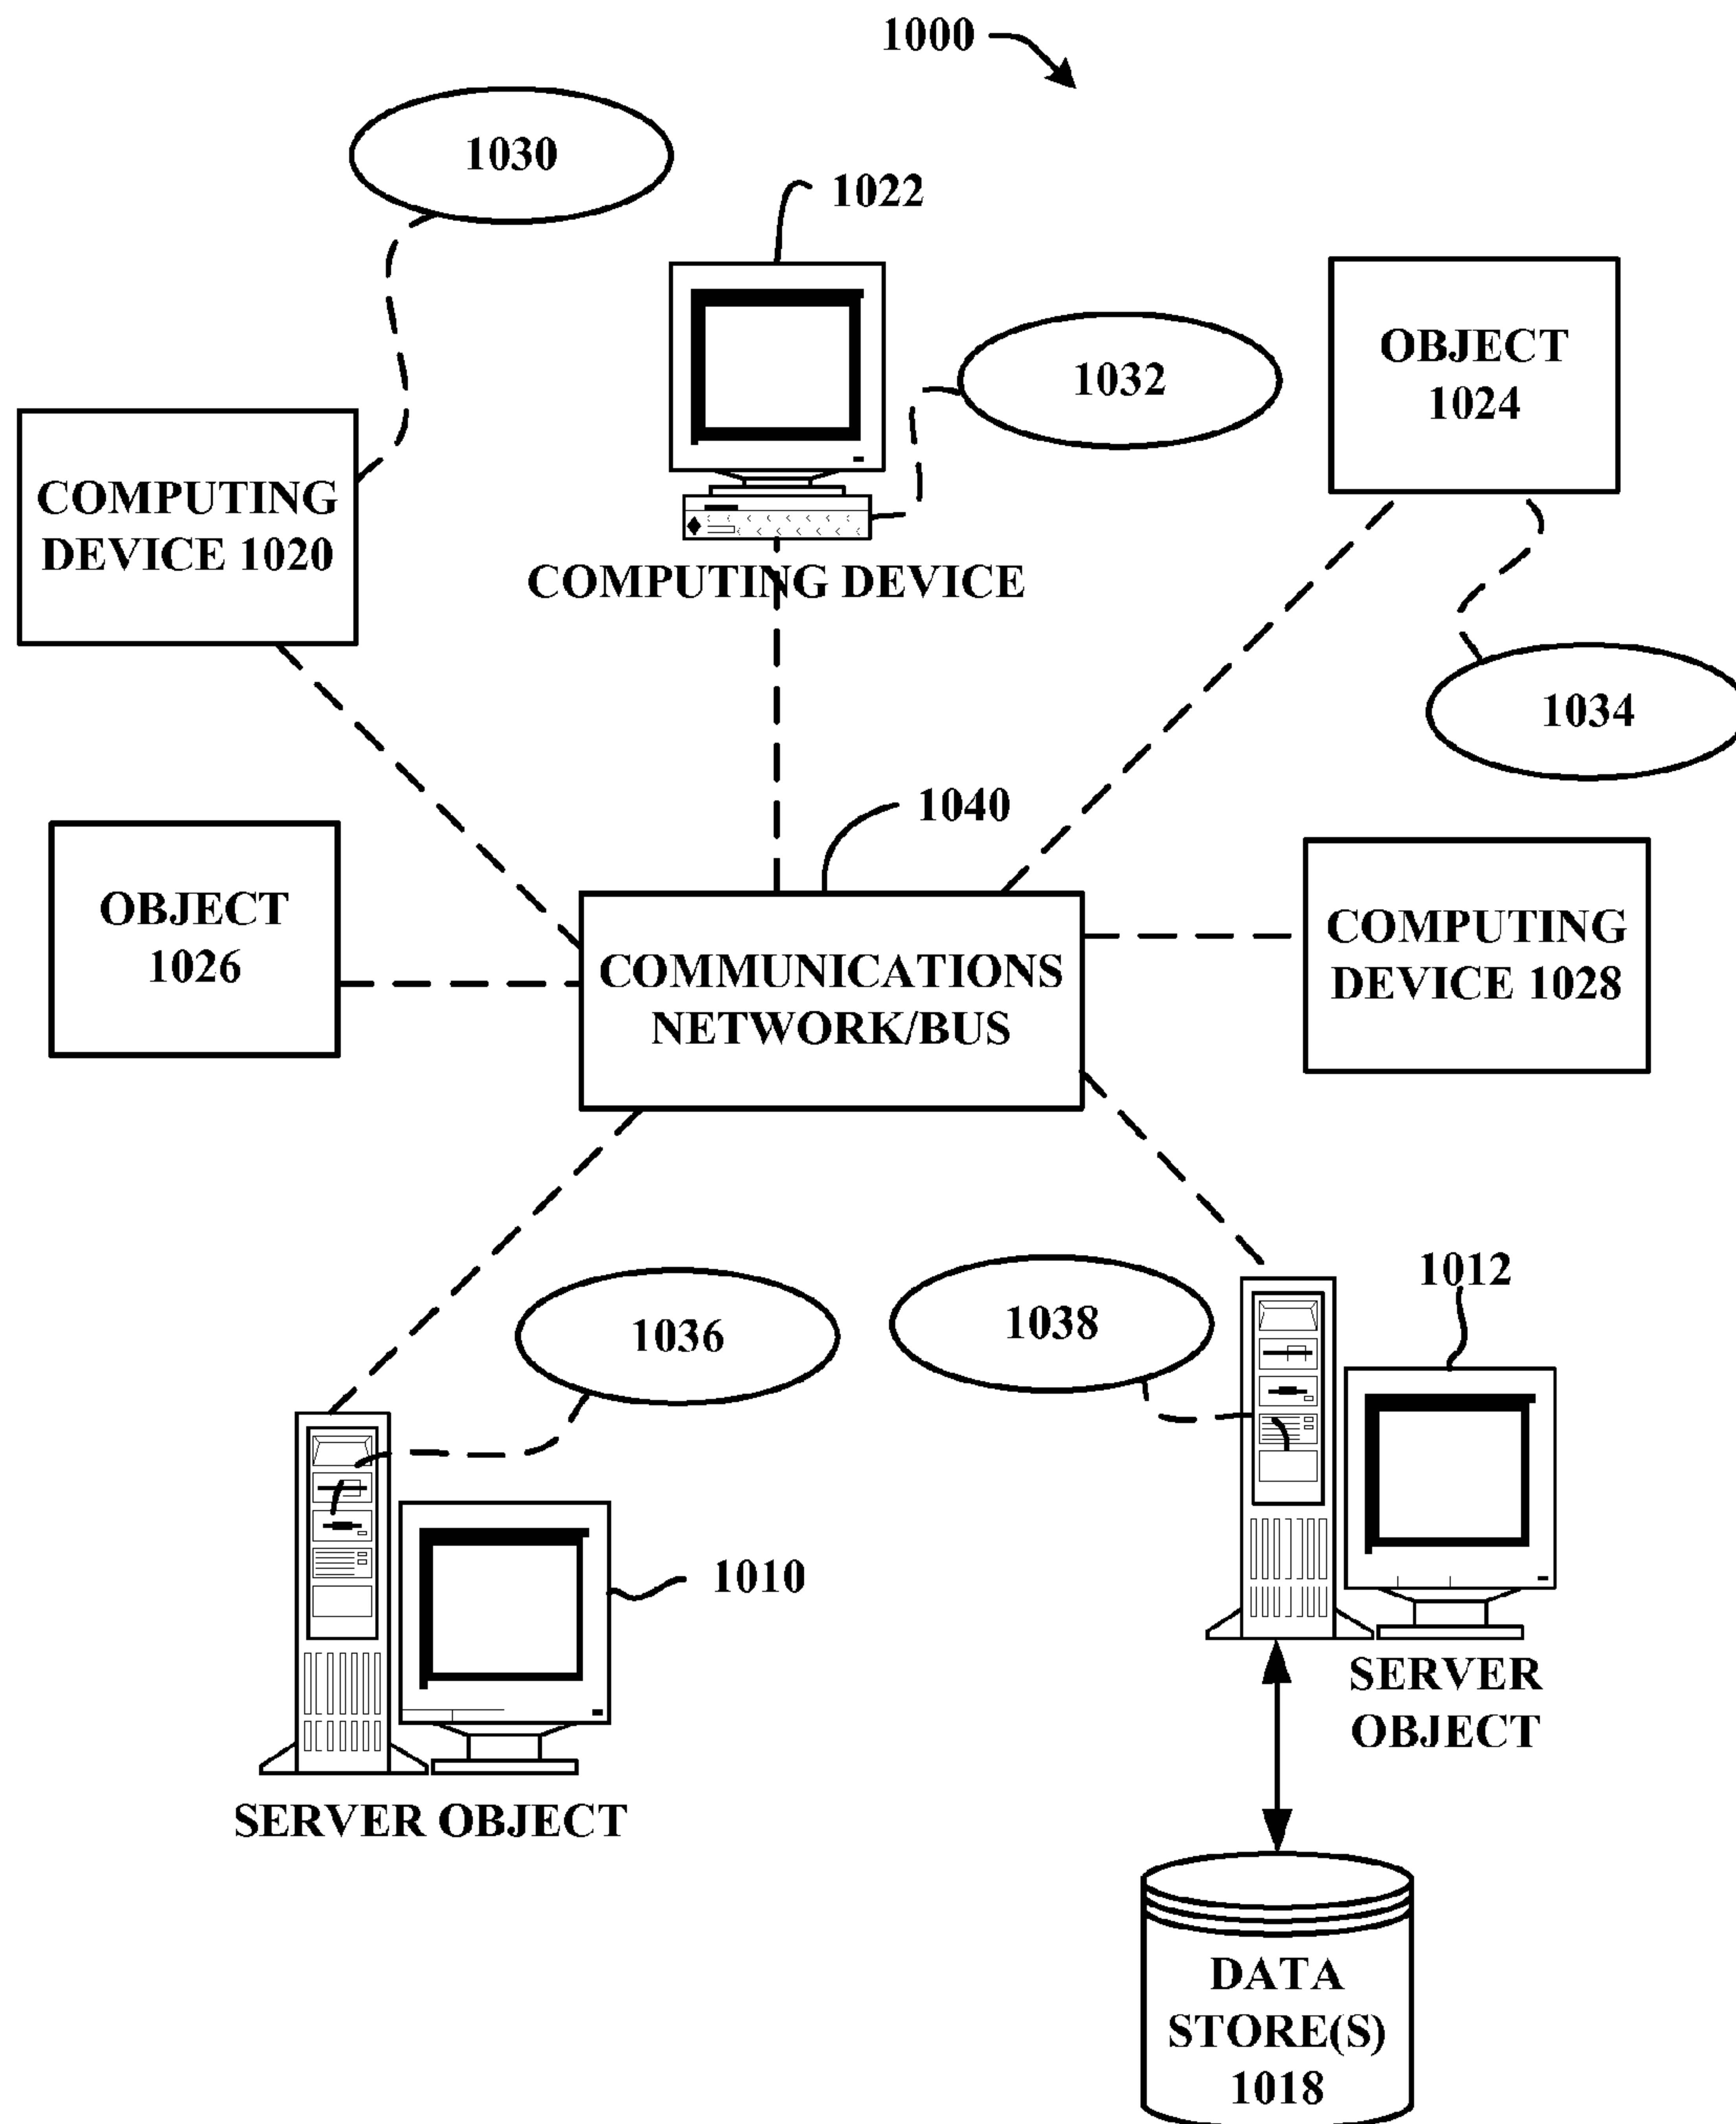 1000
1030
1022
OBJECT
1024
1032
COMPUTING
DEVICE 1020
COMPUTING DEVICE
1034
1040
OBJECT
1026
COMMUNICATIONS
NETWORK/BUS
COMPUTING
DEVICE 1028
1036
1038
1012
1010
SERVER
OBJECT
SERVER OBJECT
DATA
STORE(S)
1018